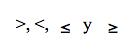 >, <, ≤ y ≥